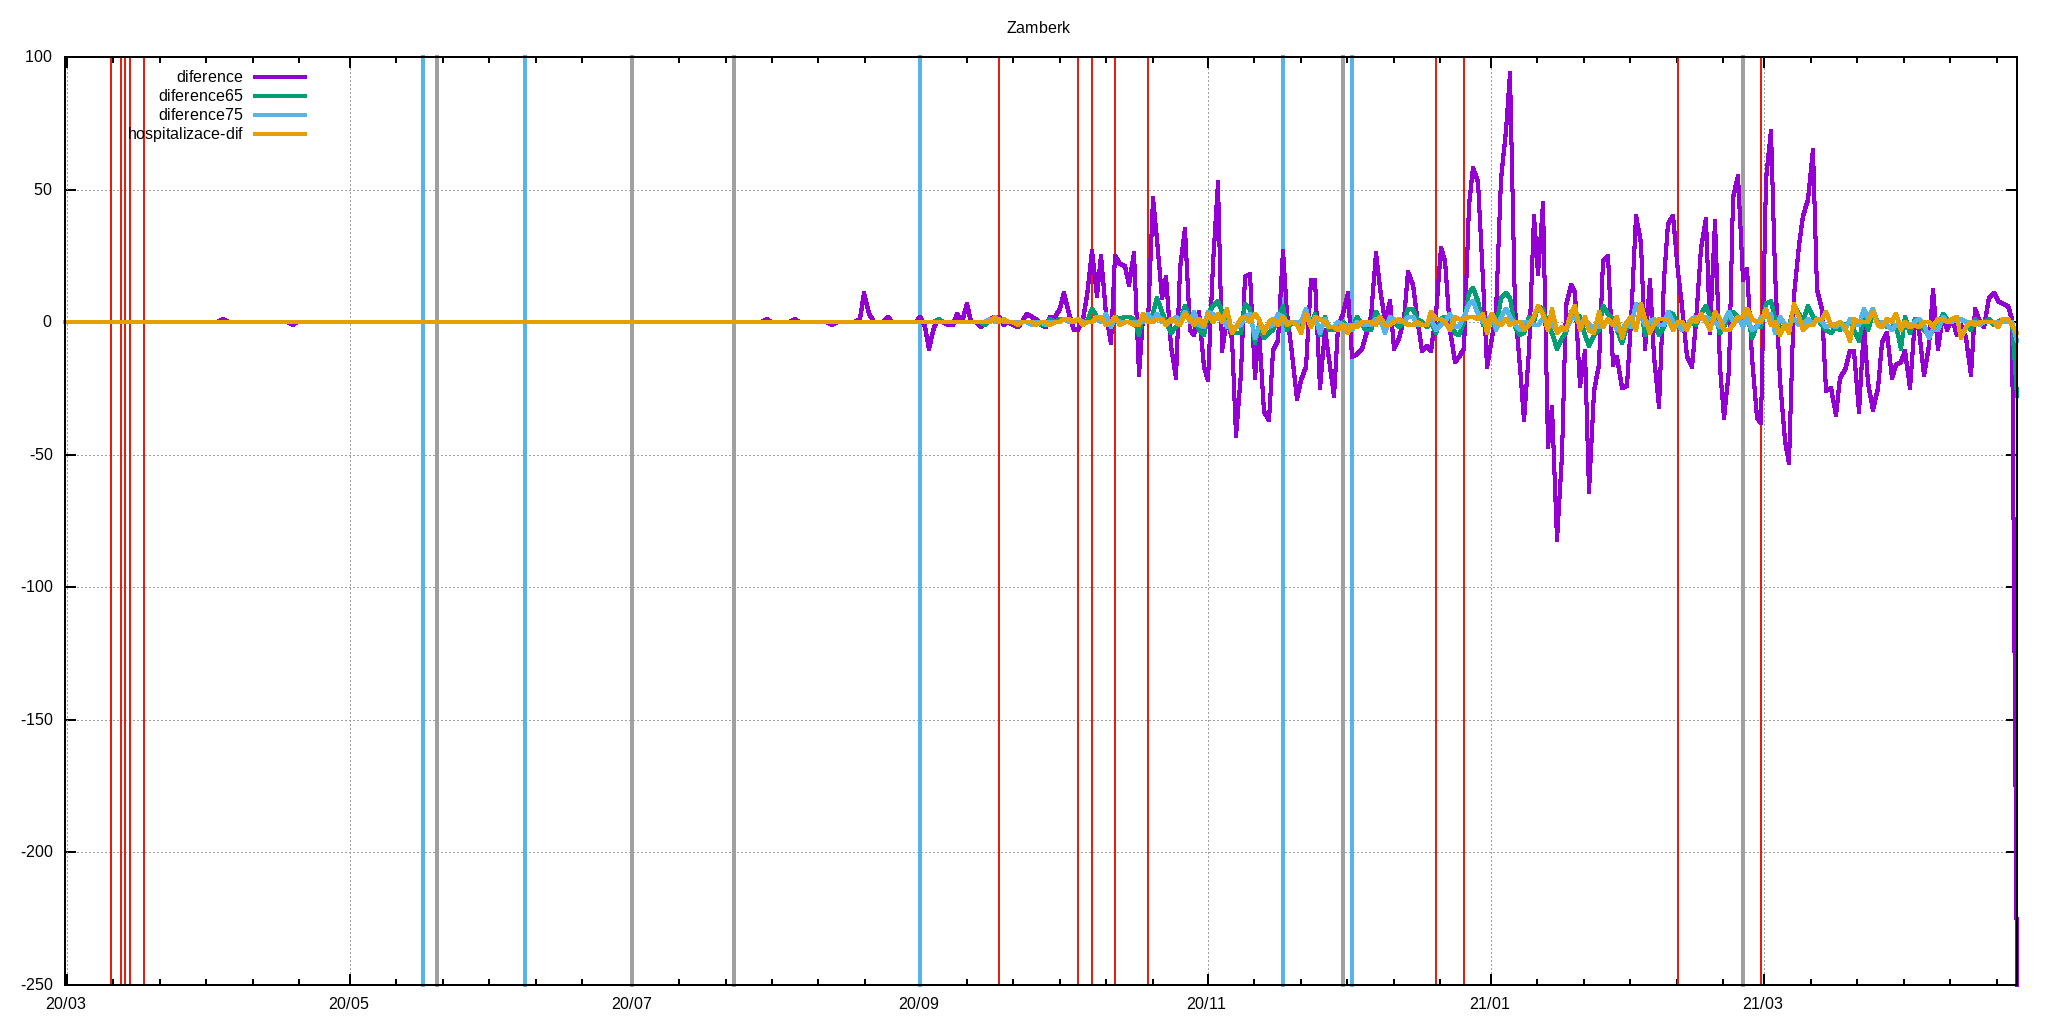 Zamberk
100
50
0
-50
-100
-150
-200
-250
diference
diference65
diference75
hospitalizace-dif
20/03 20/05 20/07 20/09 20/11 21/01 21/03